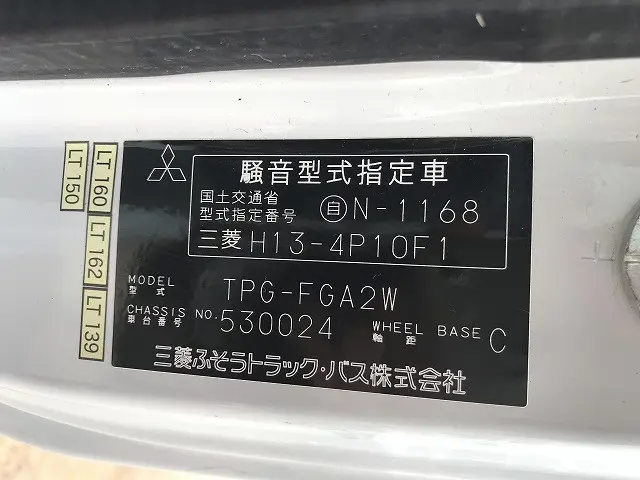 騒音型式指定車
国土交通省
型式指定番号 自N-1168
三菱 H13-4P10F1
MODEL
型式 TPG-FGA2W
CHASSIS NO. 530024 WHEEL BASE C
車台番号 軸距
三菱ふそうトラック・バス株式会社
LT 150
LT 160
LT 162
LT 139